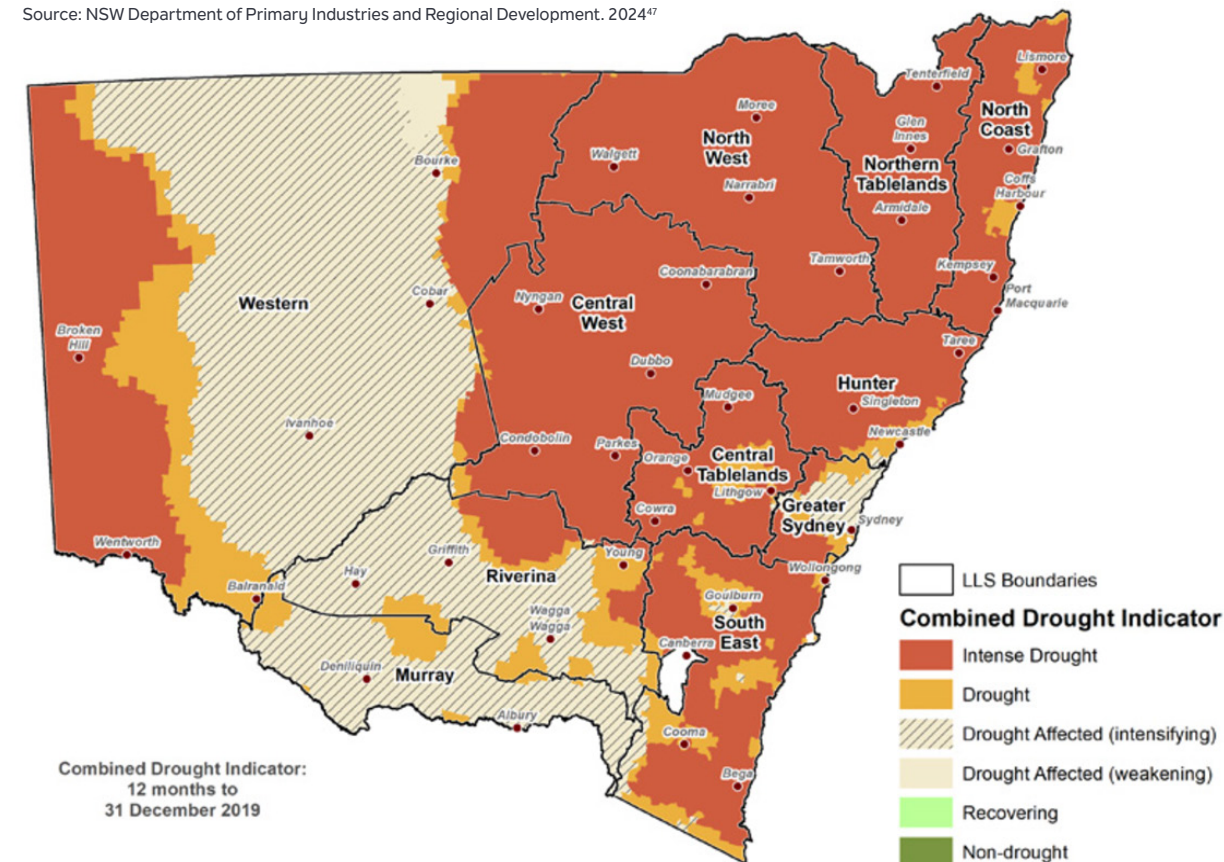 Source: NSW Department of Primary Industries and Regional Development. 2024⁴⁷
Lismore
Tenterfield
Moree
North
Coast
Glen
Innes
North
West
Grafton
Walgett
Bourke
Northern
Tablelands
Coffs
Harbour
Narrabri
Armidale
Tamworth
Kempsey
Coonabarabran
Port
Macquarie
Western
Cobar
Nyngan
Central
West
Broken
Hill
Taree
Dubbo
Hunter
Mudgee
Singleton
Ivanhoe
Newcastle
Condobolin
Parkes
Orange
Central
Tablelands
Lithgow
Cowra
Greater
Sydney
Sydney
Wentworth
Griffith
Young
Wollongong
Hay
Riverina
Balranald
Goulburn
Wagga
Wagga
South
East
Canberra
Deniliquin
Murray
Albury
Cooma
Bega
LLS Boundaries
Combined Drought Indicator
Intense Drought
Drought
Drought Affected (intensifying)
Drought Affected (weakening)
Recovering
Non-drought
Combined Drought Indicator:
12 months to
31 December 2019